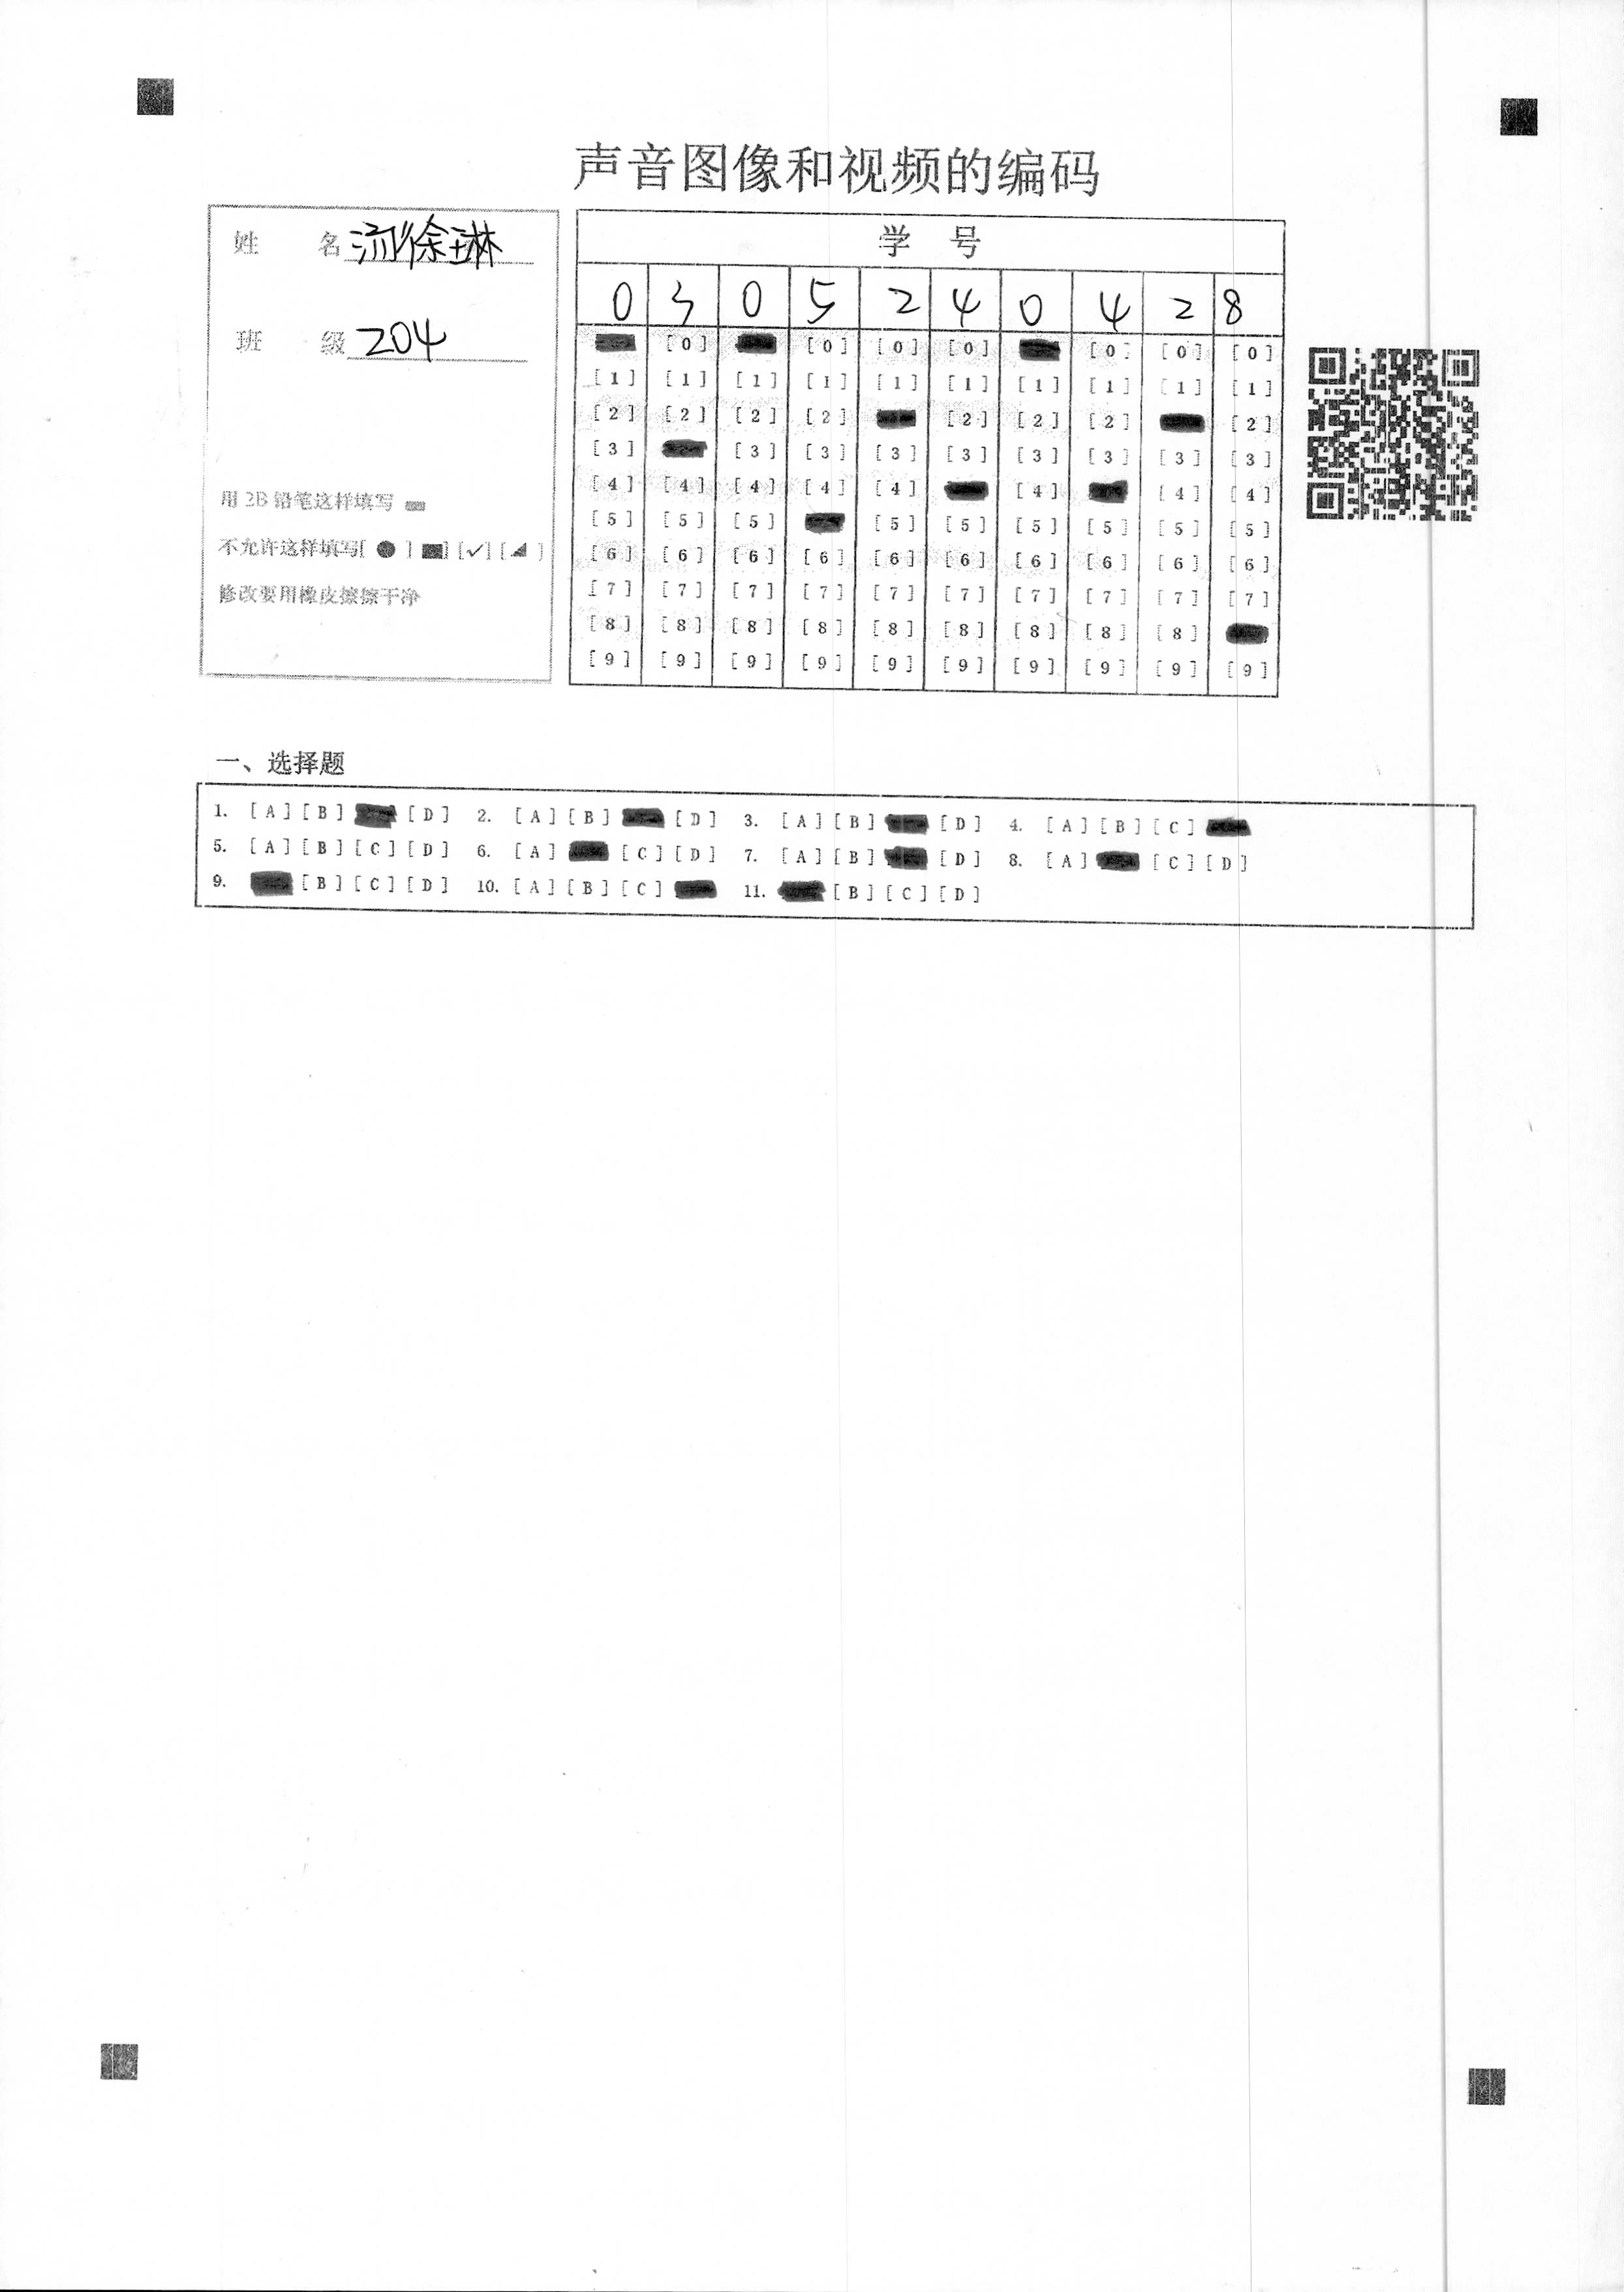 声音图像和视频的编码
姓 名 徐琳
班 级 204
用 2B 铅笔这样填写
不允许这样填写[ ● ] [■] [✓] [◢ ]
修改要用橡皮擦擦干净
学 号
0 3 0 5 2 4 0 4 2 8
[0] [0] [0] [0] [0] [0] [0]
[1] [1] [1] [1] [1] [1] [1] [1] [1] [1]
[2] [2] [2] [2] [2] [2] [2] [2]
[3] [3] [3] [3] [3] [3] [3] [3] [3]
[4] [4] [4] [4] [4] [4] [4] [4]
[5] [5] [5] [5] [5] [5] [5] [5] [5]
[6] [6] [6] [6] [6] [6] [6] [6] [6] [6]
[7] [7] [7] [7] [7] [7] [7] [7] [7] [7]
[8] [8] [8] [8] [8] [8] [8] [8] [8]
[9] [9] [9] [9] [9] [9] [9] [9] [9] [9]
一、选择题
1. [A] [B] [D] 2. [A] [B] [D] 3. [A] [B] [D] 4. [A] [B] [C]
5. [A] [B] [C] [D] 6. [A] [C] [D] 7. [A] [B] [D] 8. [A] [C] [D]
9. [B] [C] [D] 10. [A] [B] [C] 11. [B] [C] [D]